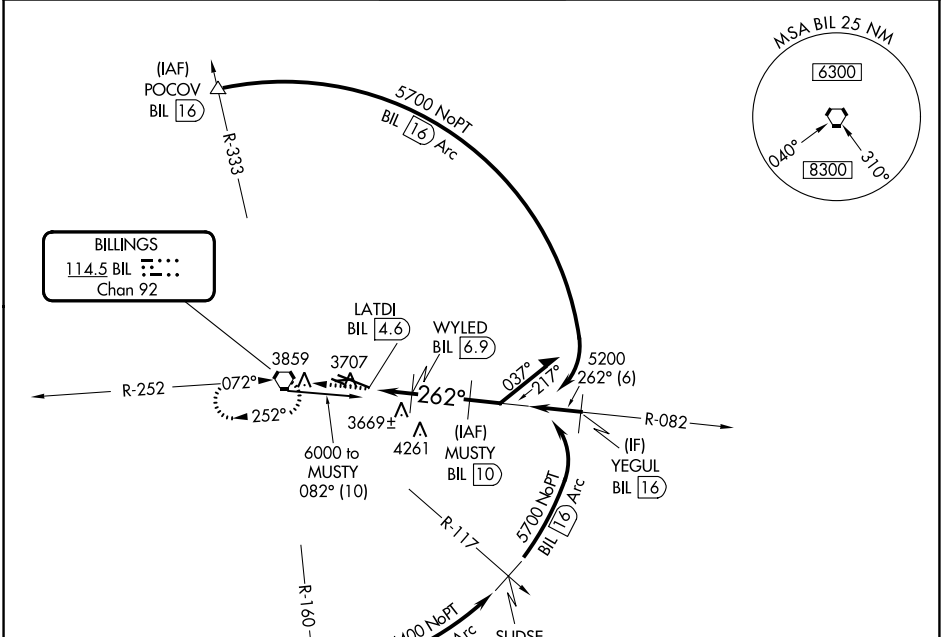 MSA BIL 25 NM
6300
040°
310°
8300
(IAF)
POCOV
BIL 16
R-333
5700 NoPT
BIL 16 Arc
BILLINGS
114.5 BIL
Chan 92
LATDI
BIL 4.6
WYLED
BIL 6.9
3859
3707
R-252
072°
252°
262°
037°
217°
5200
262° (6)
R-082
3669±
4261
(IAF)
MUSTY
BIL 10
(IF)
YEGUL
BIL 16
6000 to
MUSTY
082° (10)
R-117
5700 NoPT
BIL 16 Arc
R-160
400 NoPT
Arc